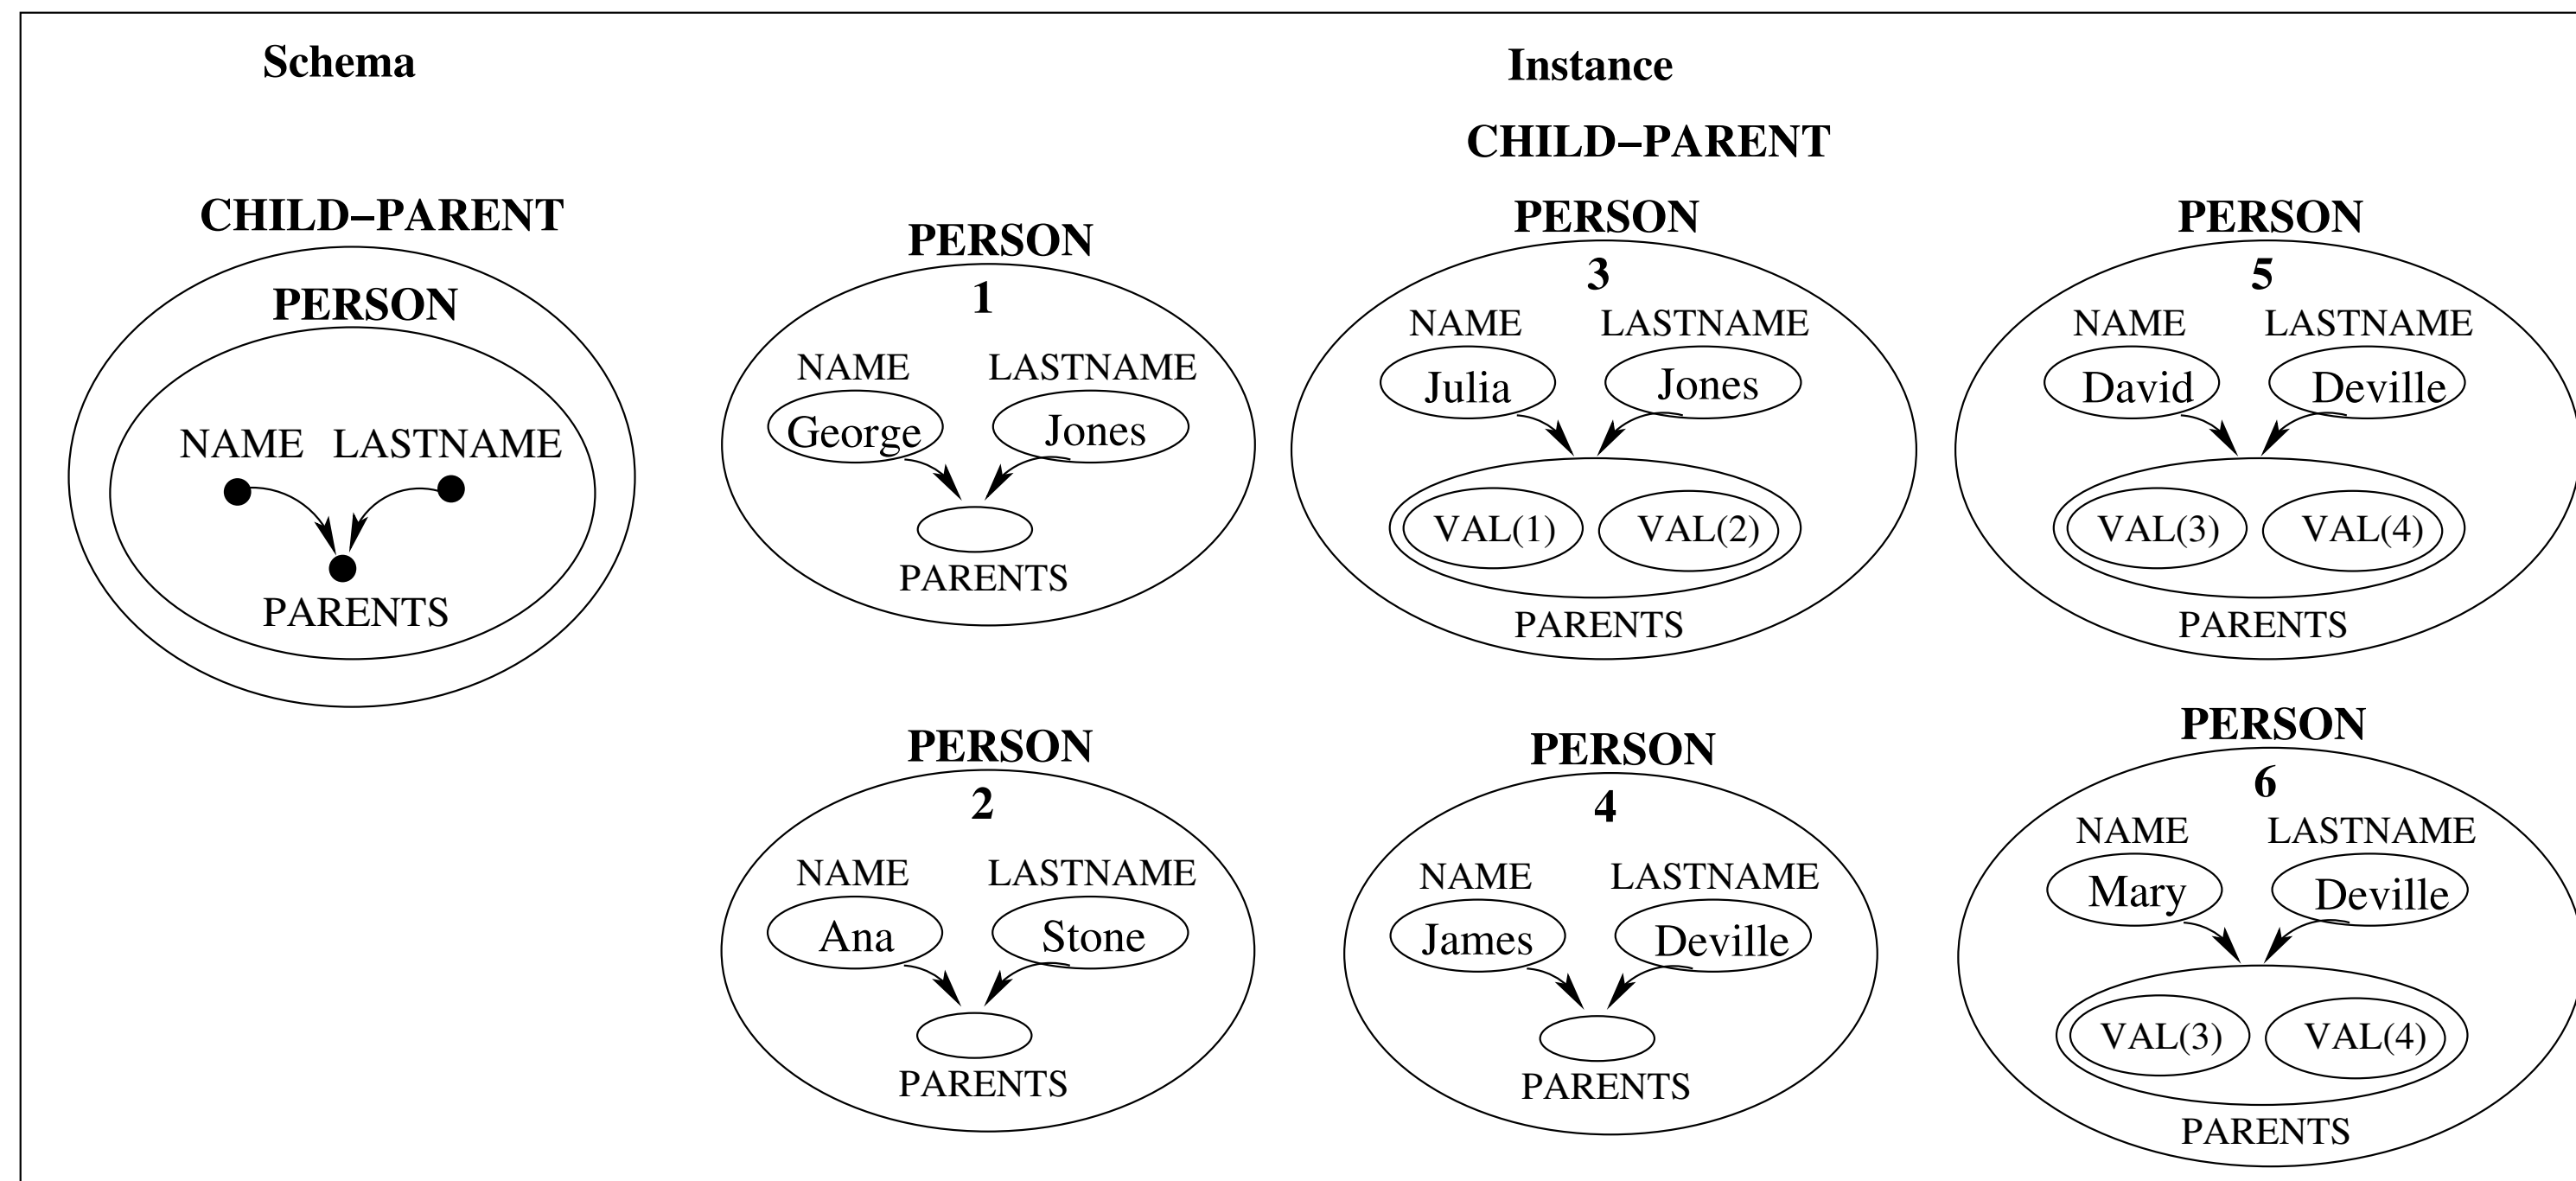 Schema
CHILD–PARENT
PERSON
NAME LASTNAME
PARENTS
Instance
CHILD–PARENT
PERSON
1
NAME LASTNAME
George Jones
PARENTS
PERSON
2
NAME LASTNAME
Ana Stone
PARENTS
PERSON
3
NAME LASTNAME
Julia Jones
VAL(1) VAL(2)
PARENTS
PERSON
4
NAME LASTNAME
James Deville
PARENTS
PERSON
5
NAME LASTNAME
David Deville
VAL(3) VAL(4)
PARENTS
PERSON
6
NAME LASTNAME
Mary Deville
VAL(3) VAL(4)
PARENTS